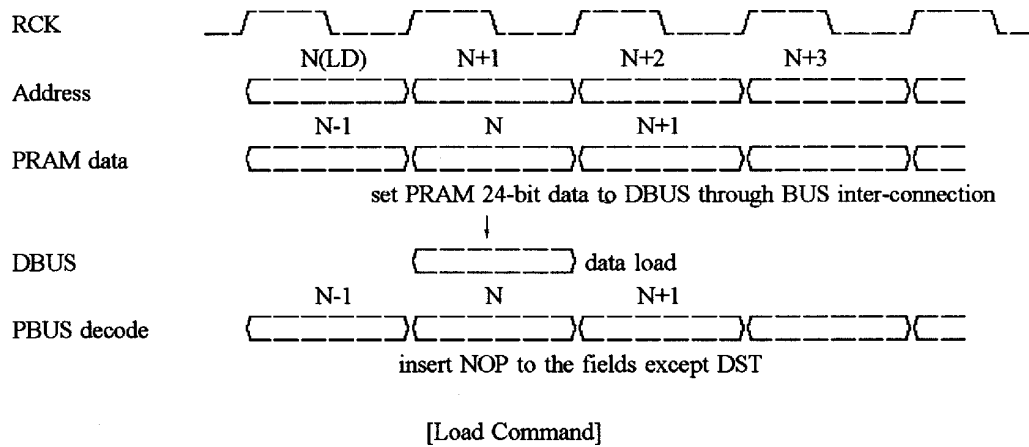 RCK
N(LD) N+1 N+2 N+3
Address
N-1 N N+1
PRAM data
set PRAM 24-bit data to DBUS through BUS inter-connection
DBUS data load
N-1 N N+1
PBUS decode
insert NOP to the fields except DST
[Load Command]